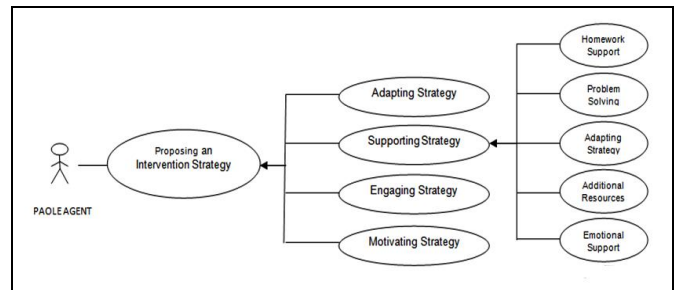 PAOLE AGENT
Proposing an
Intervention Strategy
Adapting Strategy
Supporting Strategy
Engaging Strategy
Motivating Strategy
Homework
Support
Problem
Solving
Adapting
Strategy
Additional
Resources
Emotional
Support